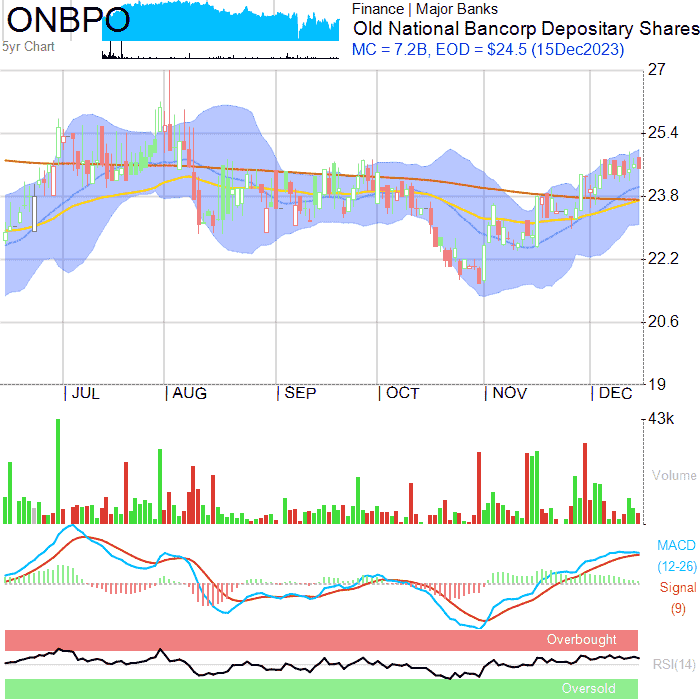 ONBPO
5yr Chart
Finance | Major Banks
Old National Bancorp Depositary Shares
MC = 7.2B, EOD = $24.5 (15Dec2023)
27
25.4
23.8
22.2
20.6
19
JUL AUG SEP OCT NOV DEC
43k
Volume
MACD
(12-26)
Signal
(9)
Overbought
RSI(14)
Oversold